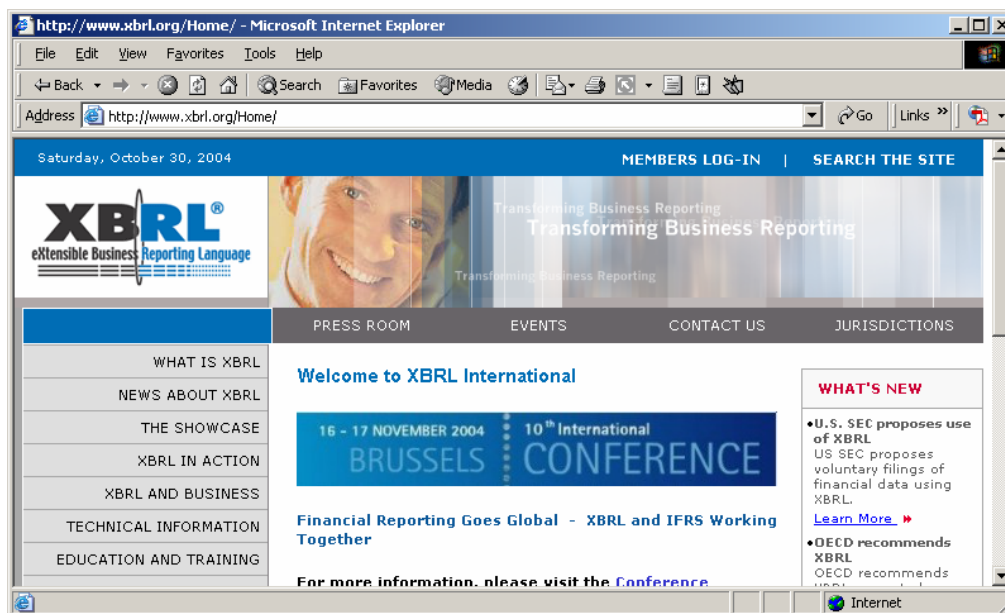 http://www.xbrl.org/Home/ - Microsoft Internet Explorer
File Edit View Favorites Tools Help
Back Search Favorites Media
Address http://www.xbrl.org/Home/ Go Links »
Saturday, October 30, 2004 MEMBERS LOG-IN | SEARCH THE SITE
XBRL®
eXtensible Business Reporting Language
Transforming Business Reporting
Transforming Business Reporting
Transforming Business Reporting
PRESS ROOM EVENTS CONTACT US JURISDICTIONS
WHAT IS XBRL
NEWS ABOUT XBRL
THE SHOWCASE
XBRL IN ACTION
XBRL AND BUSINESS
TECHNICAL INFORMATION
EDUCATION AND TRAINING
Welcome to XBRL International
16 - 17 NOVEMBER 2004
BRUSSELS
10th International
CONFERENCE
Financial Reporting Goes Global - XBRL and IFRS Working
Together
For more information, please visit the Conference
WHAT'S NEW
•U.S. SEC proposes use
of XBRL
US SEC proposes
voluntary filings of
financial data using
XBRL.
Learn More
•OECD recommends
XBRL
OECD recommends
Internet